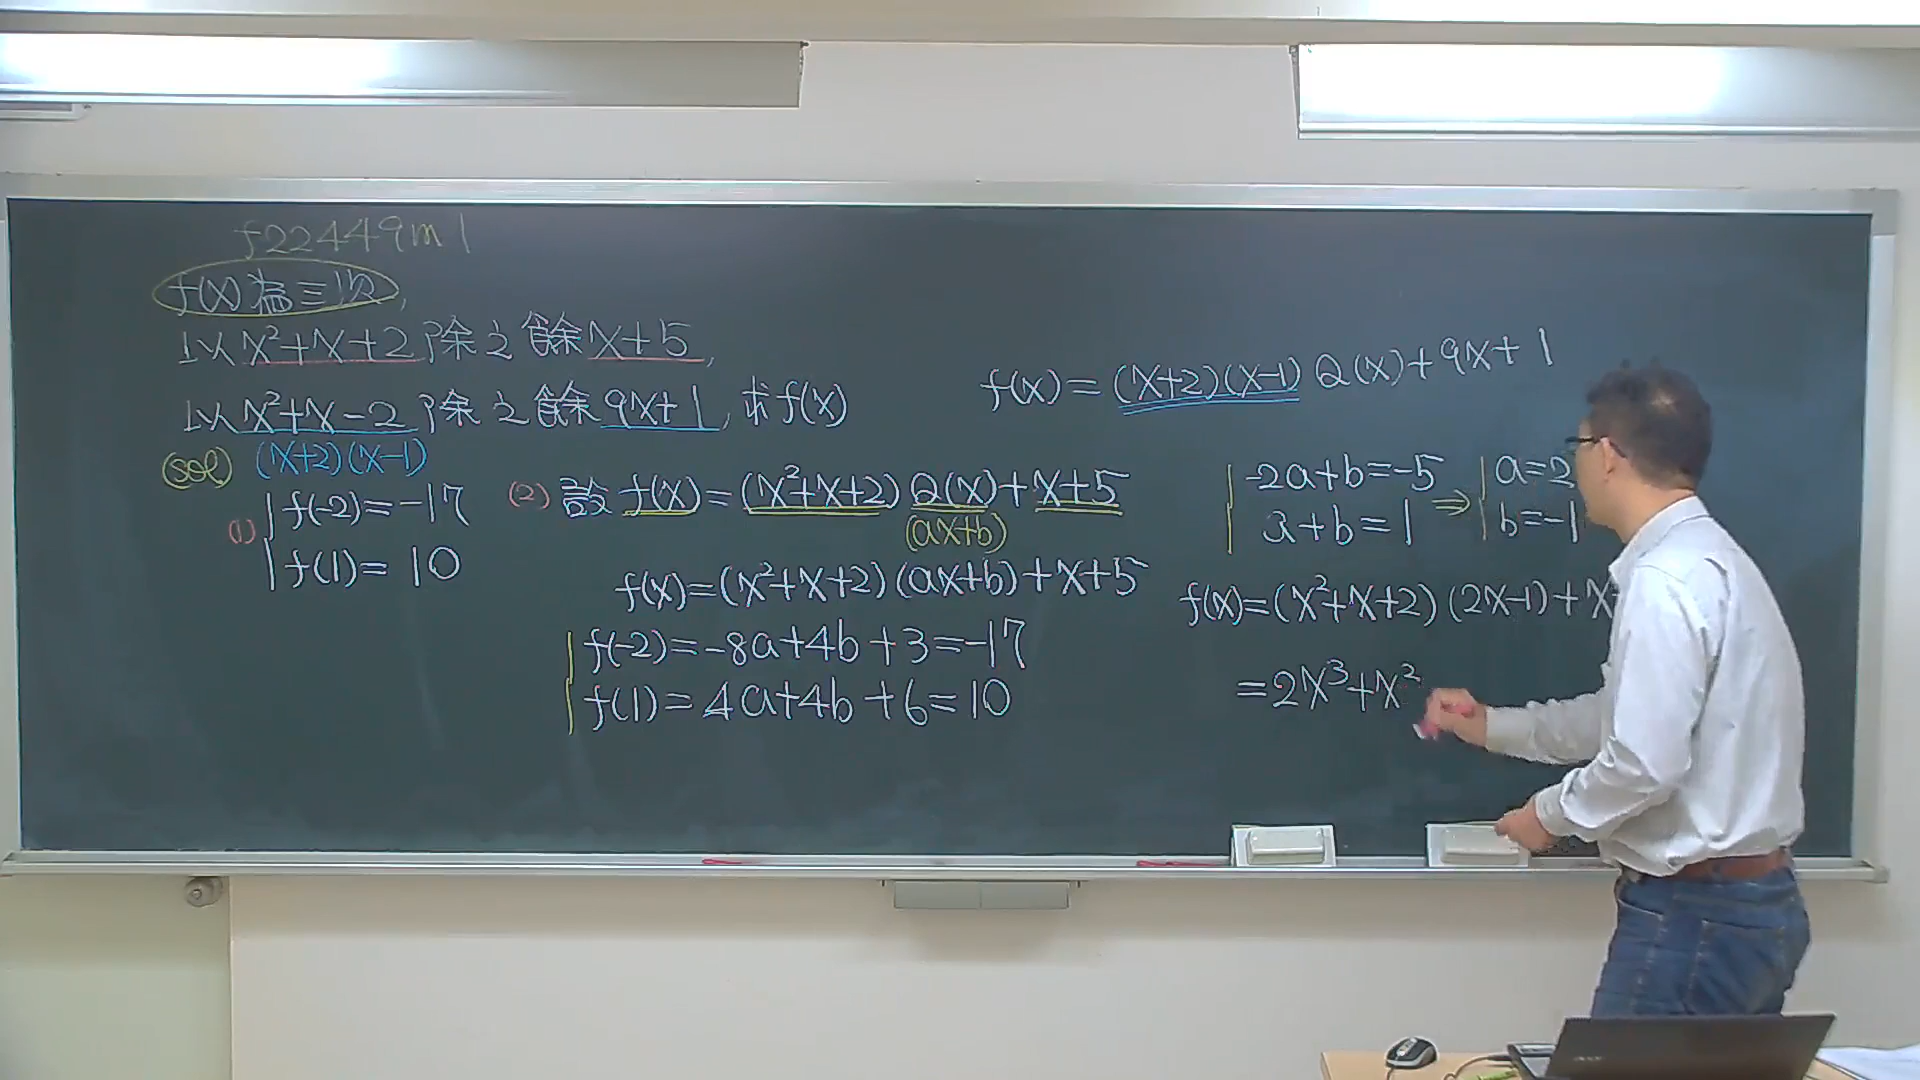 f22449m1
f(x)為三次,
以x²+x+2除之餘x+5,
以x²+x-2除之餘9x+1,求f(x)
(sol) (x+2)(x-1)
(1) f(-2)=-17
f(1)=10
(2) 設f(x)=(x²+x+2)Q(x)+x+5
(ax+b)
f(x)=(x²+x+2)(ax+b)+x+5
f(-2)=-8a+4b+3=-17
f(1)=4a+4b+6=10
f(x)=(x+2)(x-1)Q(x)+9x+1
-2a+b=-5
a+b=1
⇒ a=2
b=-1
f(x)=(x²+x+2)(2x-1)+x
=2x³+x²